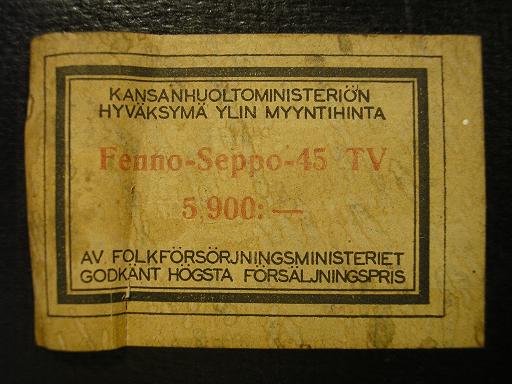 KANSANHUOLTOMINISTERIÖN
HYVÄKSYMÄ YLIN MYYNTIHINTA
Fenno-Seppo-45 TV
5.900:—
AV FOLKFÖRSÖRJNINGSMINISTERIET
GODKÄNT HÖGSTA FÖRSÄLJNINGSPRIS